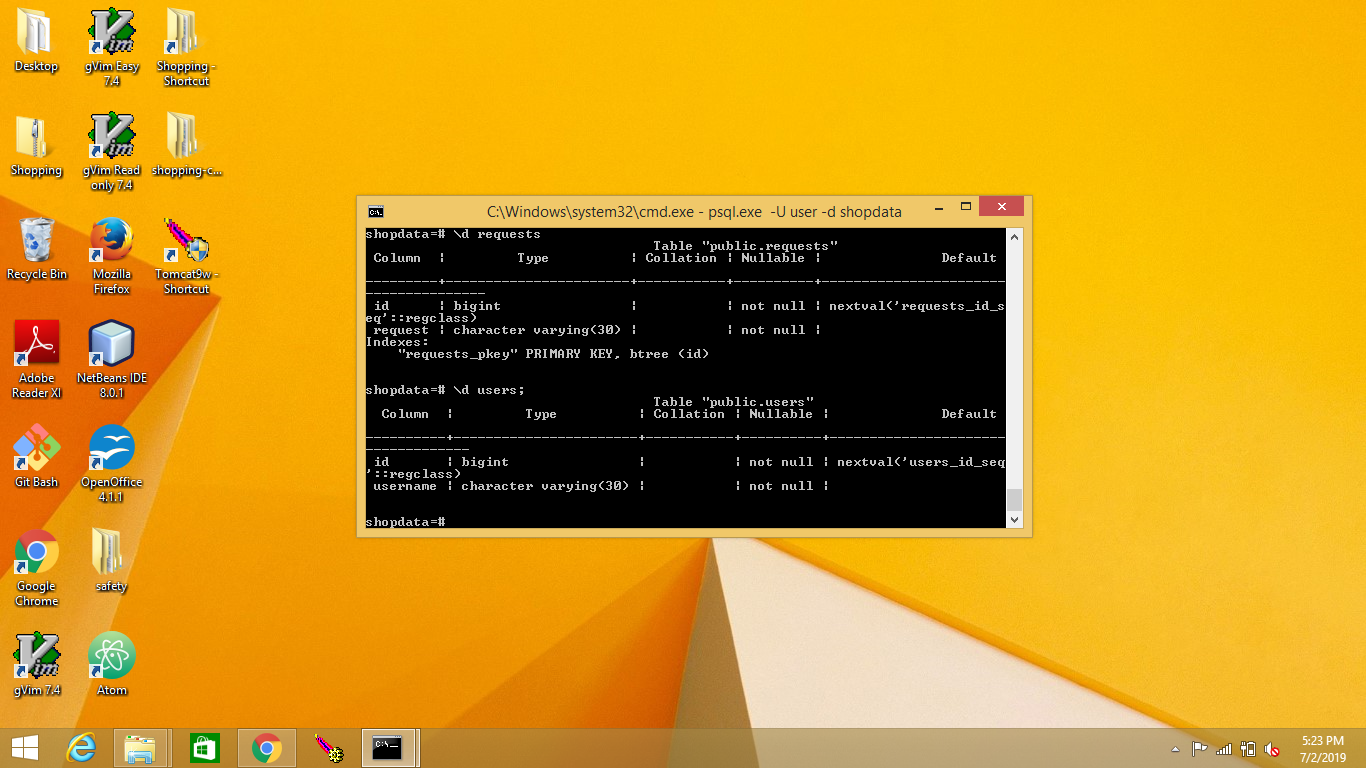 Desktop
gVim Easy
7.4
Shopping -
Shortcut
Shopping
gVim Read
only 7.4
shopping-c...
Recycle Bin
Mozilla
Firefox
Tomcat9w -
Shortcut
Adobe
Reader XI
NetBeans IDE
8.0.1
Git Bash
OpenOffice
4.1.1
Google
Chrome
safety
gVim 7.4
Atom
C:\Windows\system32\cmd.exe - psql.exe  -U user -d shopdata
shopdata=# \d requests
                                    Table "public.requests"
 Column  |         Type          | Collation | Nullable |               Default
---------+-----------------------+-----------+----------+----------------------
---------------
 id      | bigint                |           | not null | nextval('requests_id_s
eq'::regclass)
 request | character varying(30) |           | not null |
Indexes:
    "requests_pkey" PRIMARY KEY, btree (id)
shopdata=# \d users;
                                    Table "public.users"
  Column  |         Type          | Collation | Nullable |              Default
----------+-----------------------+-----------+----------+----------------------
-------------
 id       | bigint                |           | not null | nextval('users_id_seq
'::regclass)
 username | character varying(30) |           | not null |
shopdata=#
5:23 PM
7/2/2019